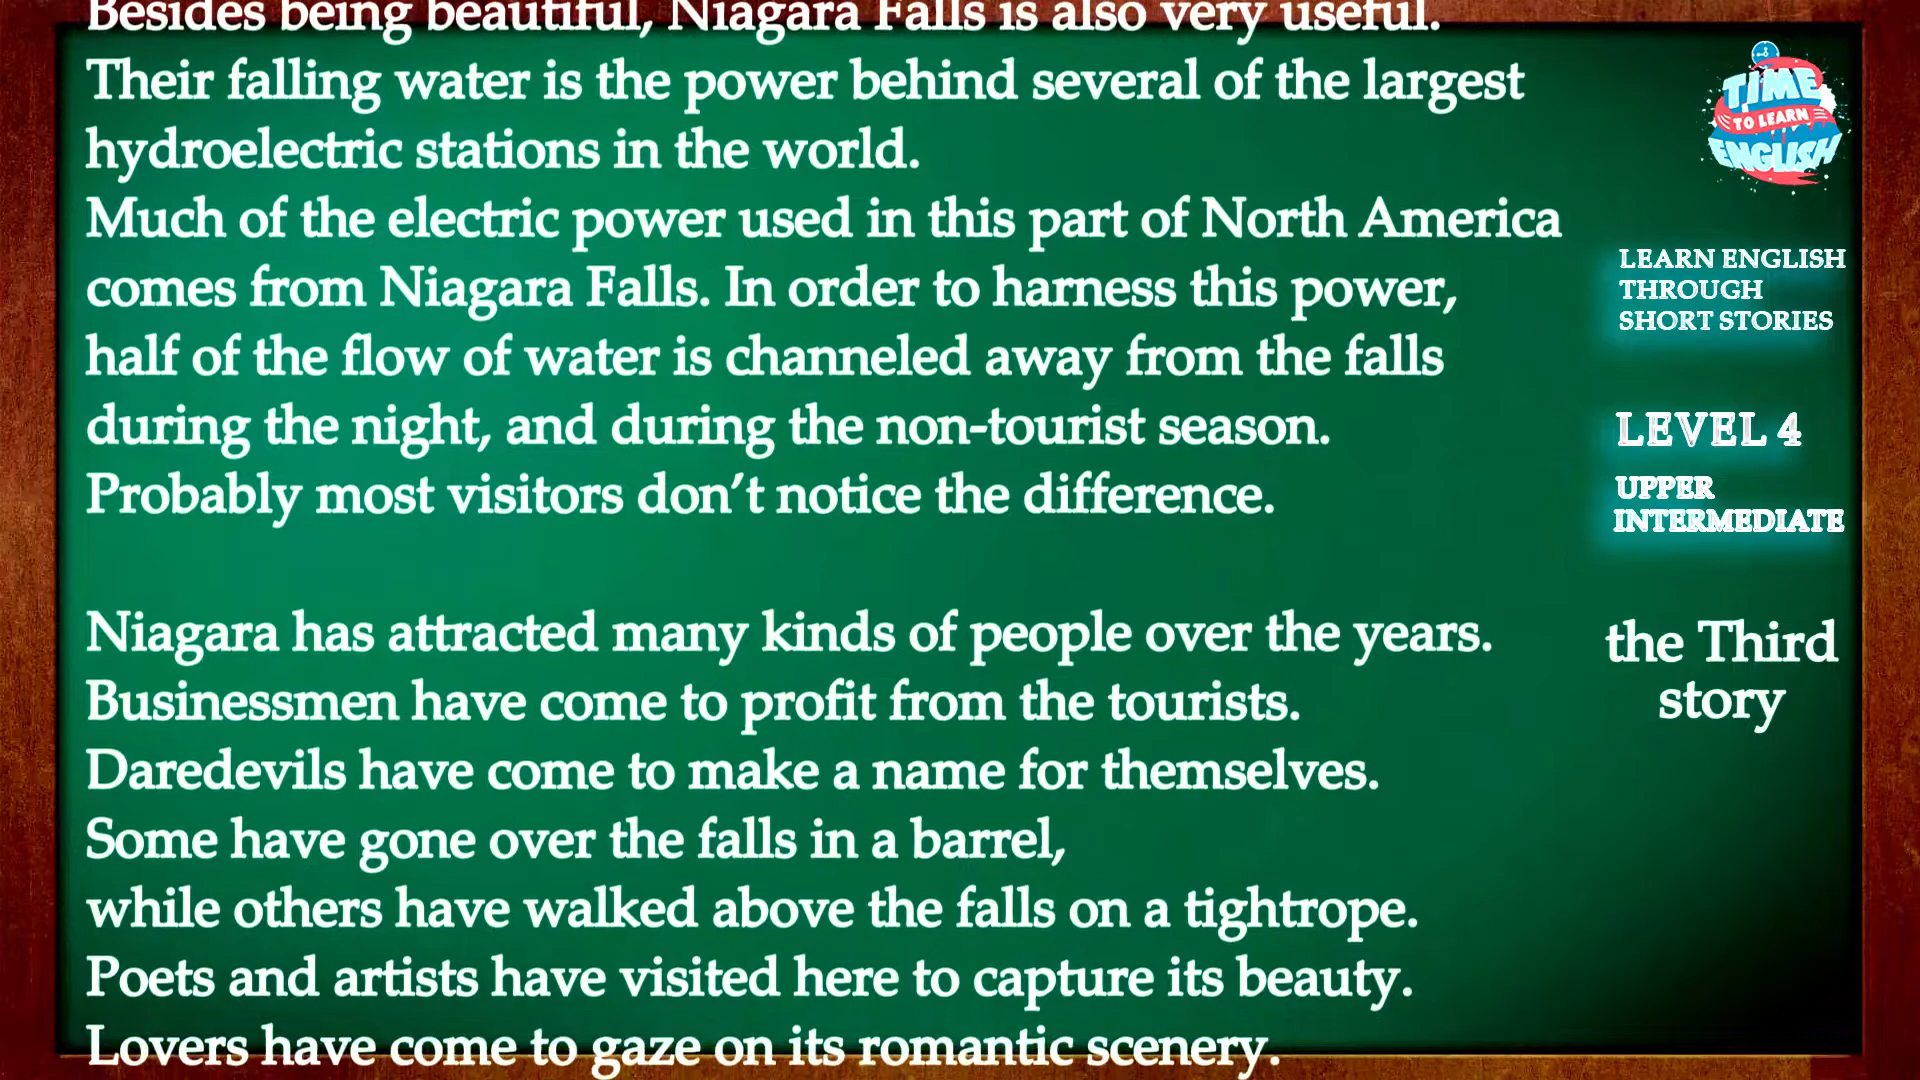 Besides being beautiful, Niagara Falls is also very useful.
Their falling water is the power behind several of the largest
hydroelectric stations in the world.
Much of the electric power used in this part of North America
comes from Niagara Falls. In order to harness this power,
half of the flow of water is channeled away from the falls
during the night, and during the non-tourist season.
Probably most visitors don’t notice the difference.
Niagara has attracted many kinds of people over the years.
Businessmen have come to profit from the tourists.
Daredevils have come to make a name for themselves.
Some have gone over the falls in a barrel,
while others have walked above the falls on a tightrope.
Poets and artists have visited here to capture its beauty.
Lovers have come to gaze on its romantic scenery.
TIME
TO LEARN
ENGLISH
LEARN ENGLISH
THROUGH
SHORT STORIES
LEVEL 4
UPPER
INTERMEDIATE
the Third
story